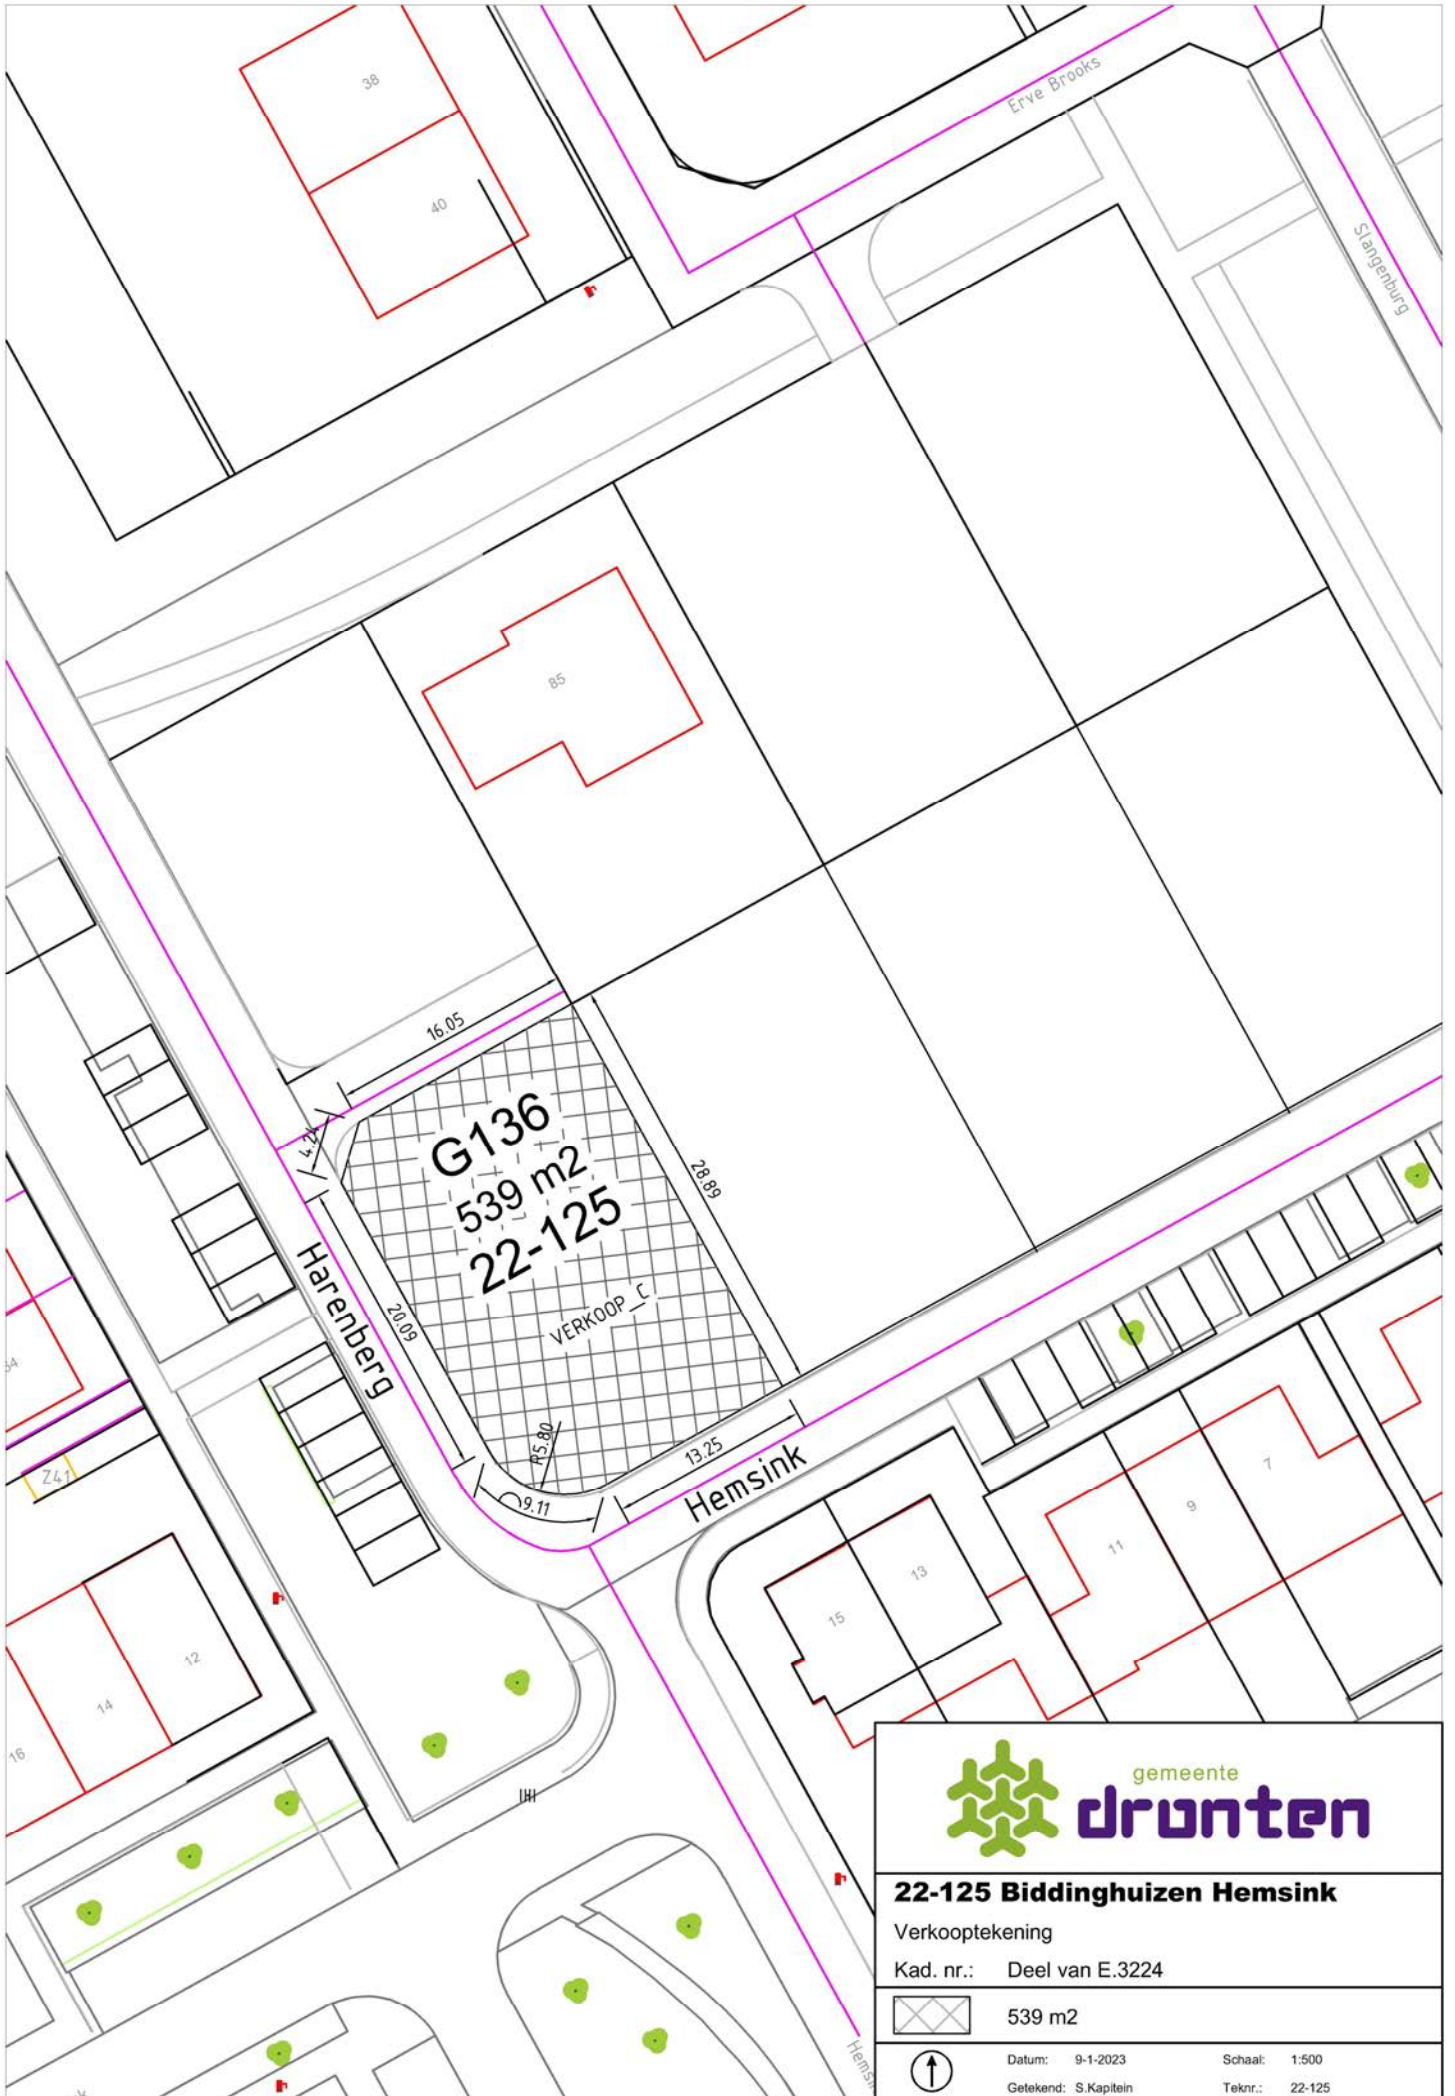 38
Erve Brooks
40
Slangenburg
85
16.05
G136
4.24
539 m2
28.89
22-125
Harenberg
20.09
VERKOOP_C
R5.80
13.25
Hemsink
9.11
Z41
7
9
11
13
15
12
14
16
gemeente
dronten
22-125 Biddinghuizen Hemsink
Verkooptekening
Kad. nr.: Deel van E.3224
539 m2
Datum: 9-1-2023 Schaal: 1:500
Getekend: S.Kapitein Teknr.: 22-125